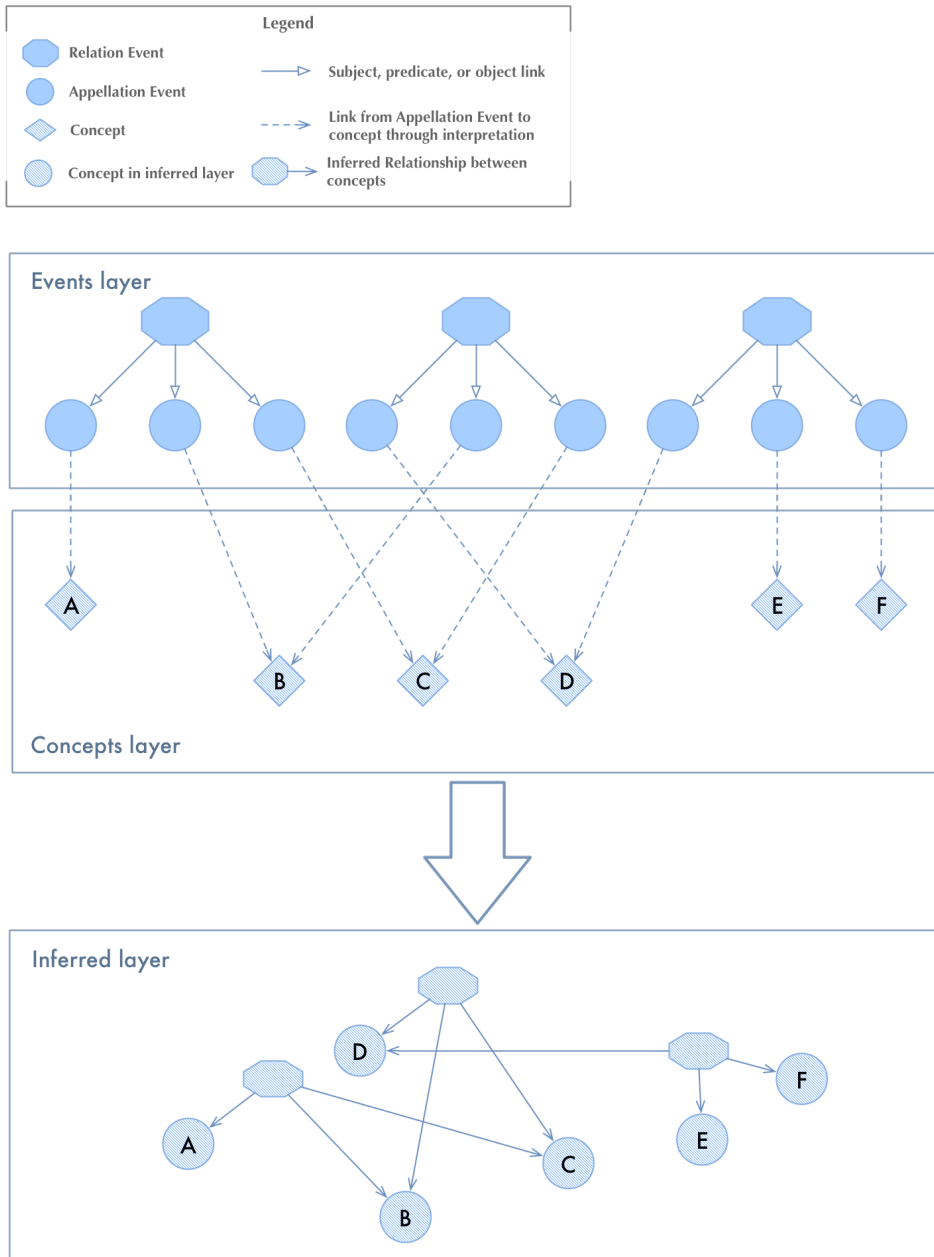 Legend
Relation Event
Appellation Event
Concept
Concept in inferred layer
Subject, predicate, or object link
Link from Appellation Event to
concept through interpretation
Inferred Relationship between
concepts
Events layer
A
E
F
B
C
D
Concepts layer
Inferred layer
D
F
A
E
C
B